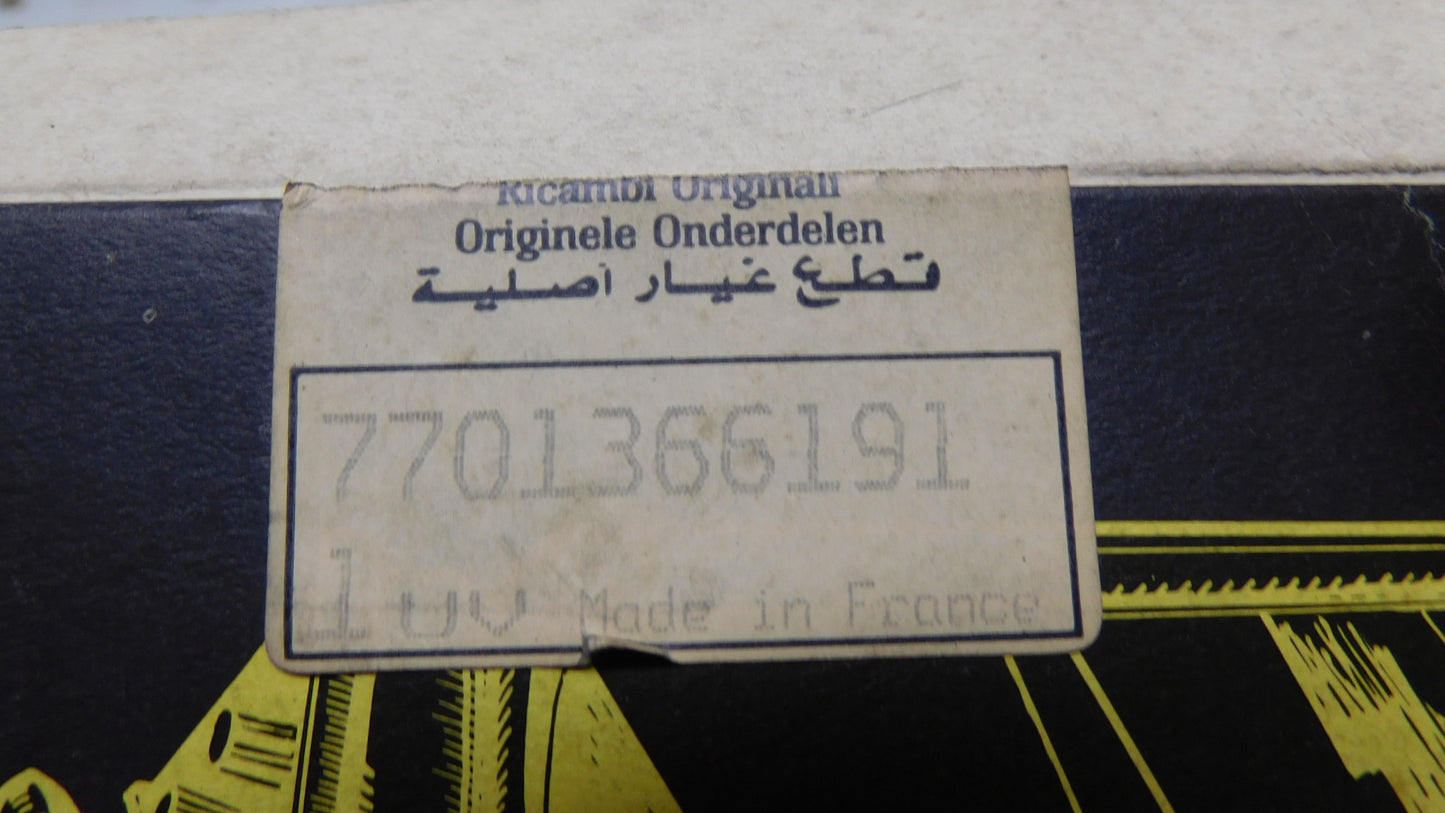 Ricambi Originali
Originele Onderdelen
قطع غيار أصلية
7701366191
1 UV Made in France